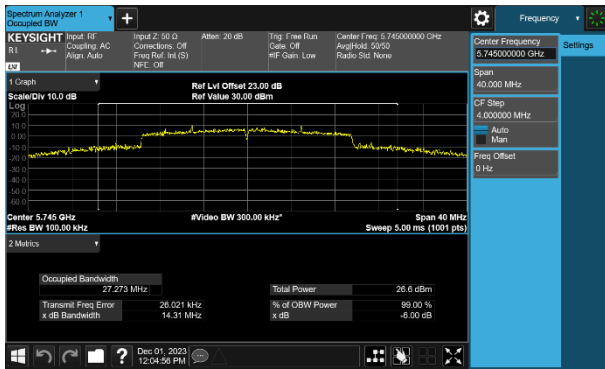 Spectrum Analyzer 1
Occupied BW
Frequency
KEYSIGHT
Input: RF
Coupling: AC
Align: Auto
Input Z: 50 Ω
Corrections: Off
Freq Ref: Int (S)
NFE: Off
Atten: 20 dB
Trig: Free Run
Gate: Off
#IF Gain: Low
Center Freq: 5.745000000 GHz
Avg|Hold: 50/50
Radio Std: None
Center Frequency
5.745000000 GHz
Settings
Span
40.000 MHz
CF Step
4.000000 MHz
Auto
Man
Freq Offset
0 Hz
1 Graph
Scale/Div 10.0 dB
Ref Lvl Offset 23.00 dB
Ref Value 30.00 dBm
Log
20.0
10.0
0.00
-10.0
-20.0
-30.0
-40.0
-50.0
-60.0
Center 5.745 GHz
#Res BW 100.00 kHz
#Video BW 300.00 kHz*
Span 40 MHz
Sweep 5.00 ms (1001 pts)
2 Metrics
Occupied Bandwidth
27.273 MHz
Total Power
26.6 dBm
Transmit Freq Error
26.021 kHz
% of OBW Power
99.00 %
x dB Bandwidth
14.31 MHz
x dB
-6.00 dB
?
Dec 01, 2023
12:04:56 PM